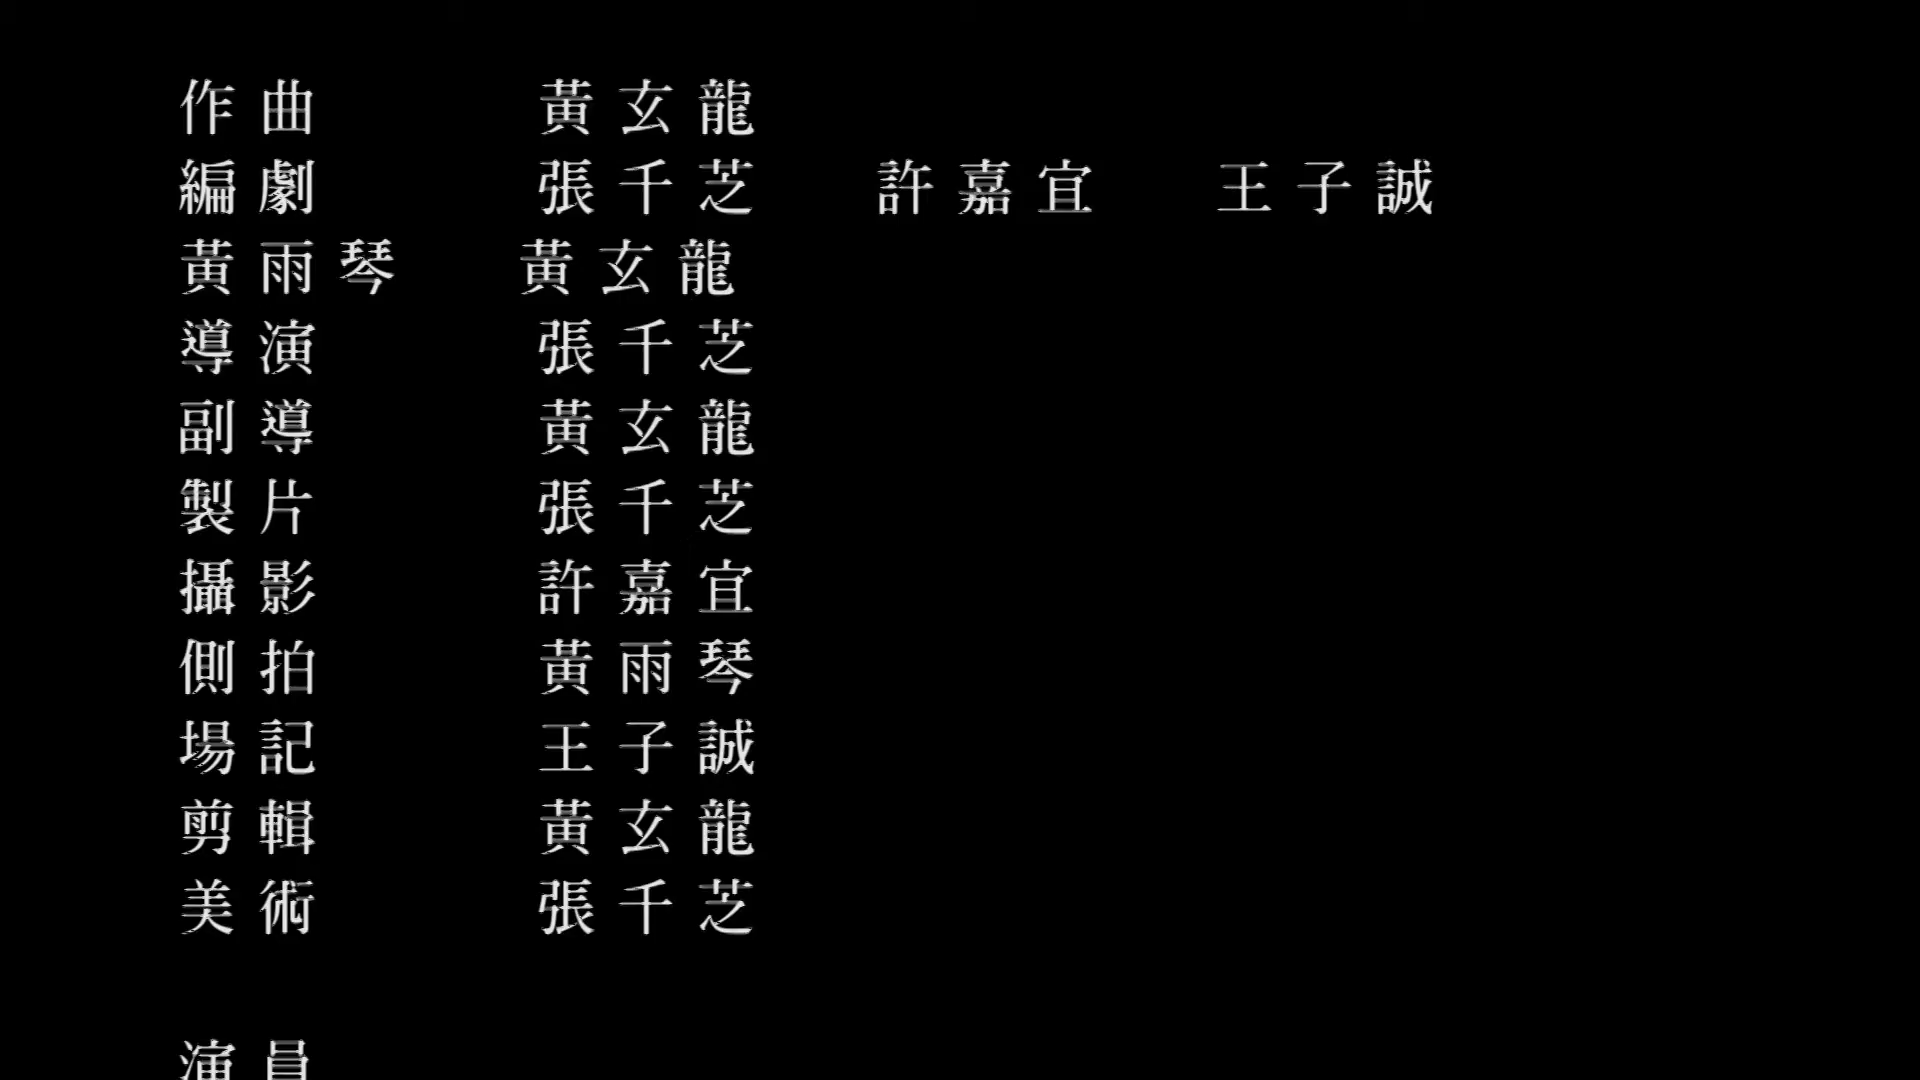 作曲 黃玄龍
編劇 張千芝 許嘉宜 王子誠
黃雨琴 黃玄龍
導演 張千芝
副導 黃玄龍
製片 張千芝
攝影 許嘉宜
側拍 黃雨琴
場記 王子誠
剪輯 黃玄龍
美術 張千芝
演員